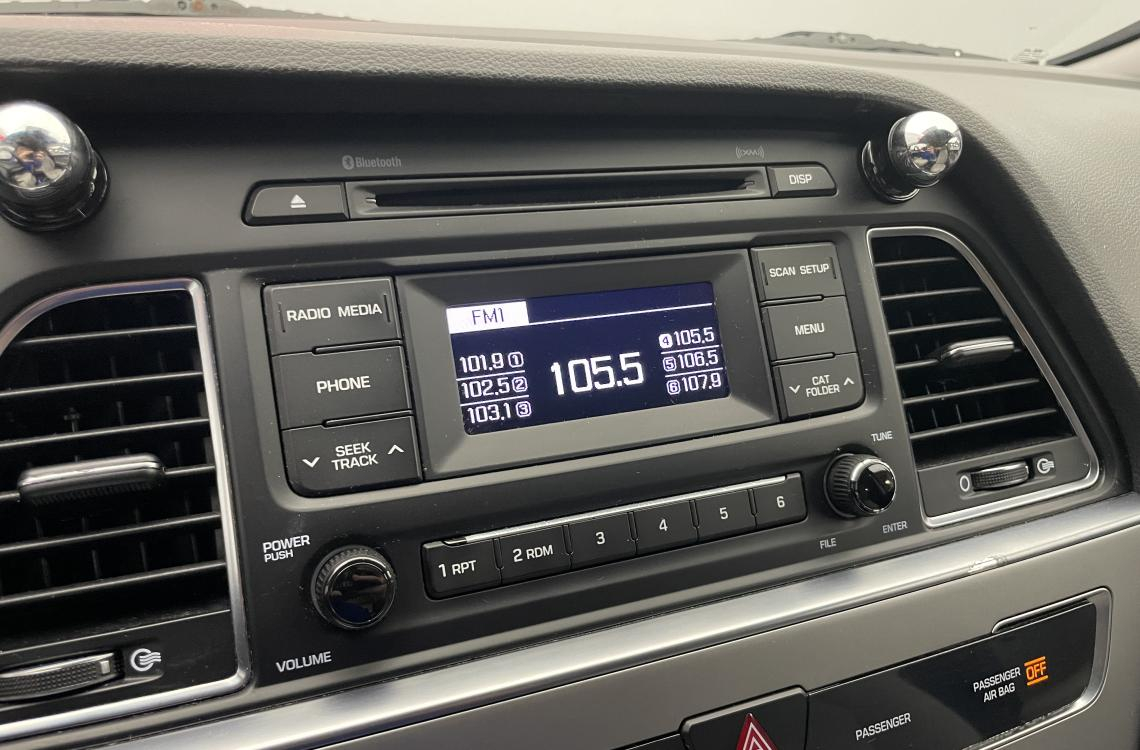 Bluetooth
((XM))
DISP
RADIO MEDIA
PHONE
SEEK
TRACK
FM1
101.9 1
102.5 2
103.1 3
105.5
4 105.5
5 106.5
6 107.9
SCAN SETUP
MENU
CAT
FOLDER
TUNE
FILE
ENTER
POWER
PUSH
VOLUME
1 RPT
2 RDM
3
4
5
6
0
PASSENGER
AIR BAG
OFF
PASSENGER